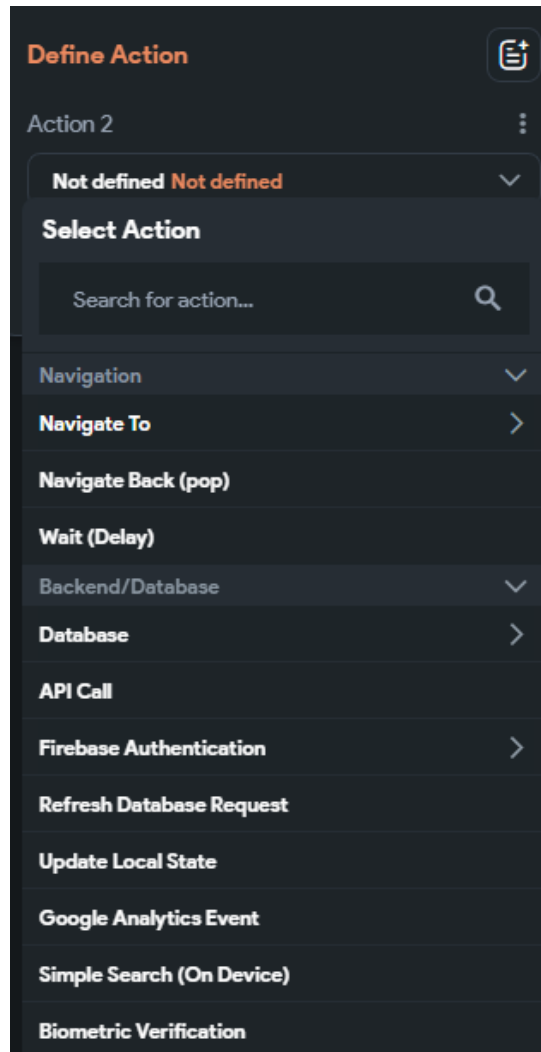 Define Action
Action 2
Not defined Not defined
Select Action
Search for action...
Navigation
Navigate To
Navigate Back (pop)
Wait (Delay)
Backend/Database
Database
API Call
Firebase Authentication
Refresh Database Request
Update Local State
Google Analytics Event
Simple Search (On Device)
Biometric Verification